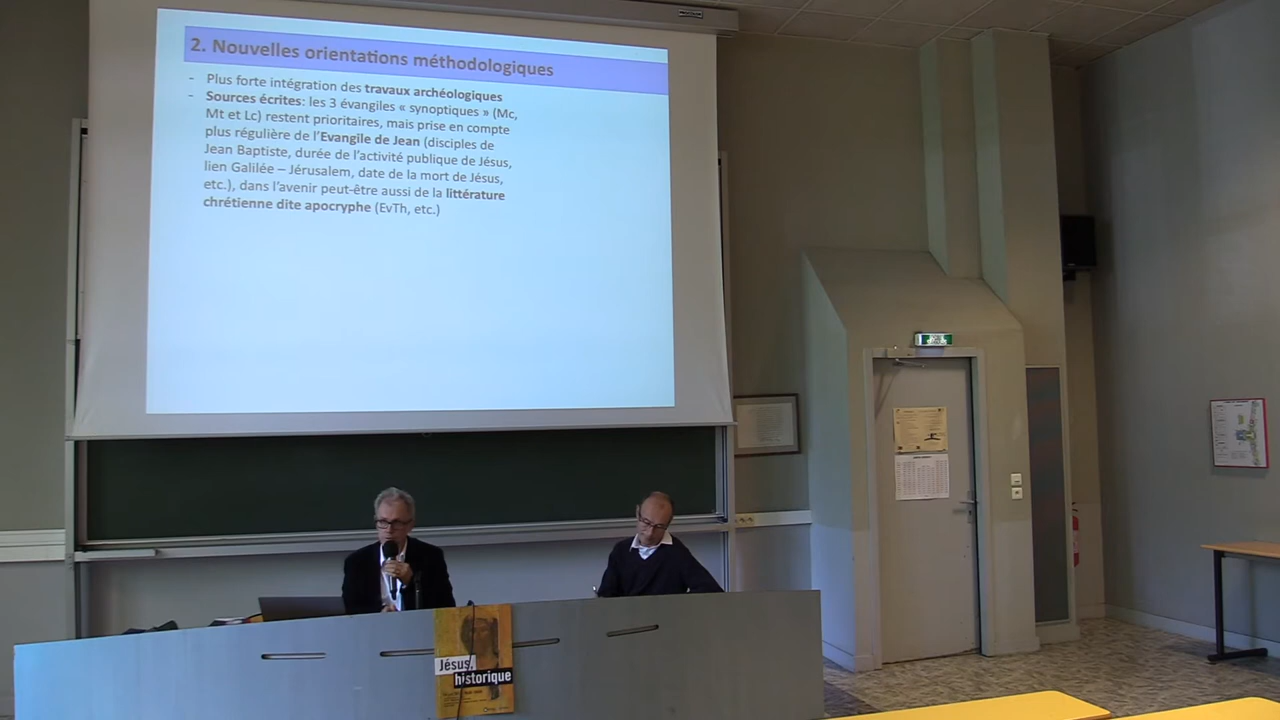 2. Nouvelles orientations méthodologiques
- Plus forte intégration des travaux archéologiques
- Sources écrites: les 3 évangiles « synoptiques » (Mc,
Mt et Lc) restent prioritaires, mais prise en compte
plus régulière de l'Evangile de Jean (disciples de
Jean Baptiste, durée de l'activité publique de Jésus,
lien Galilée – Jérusalem, date de la mort de Jésus,
etc.), dans l'avenir peut-être aussi de la littérature
chrétienne dite apocryphe (EvTh, etc.)
Jésus,
historique